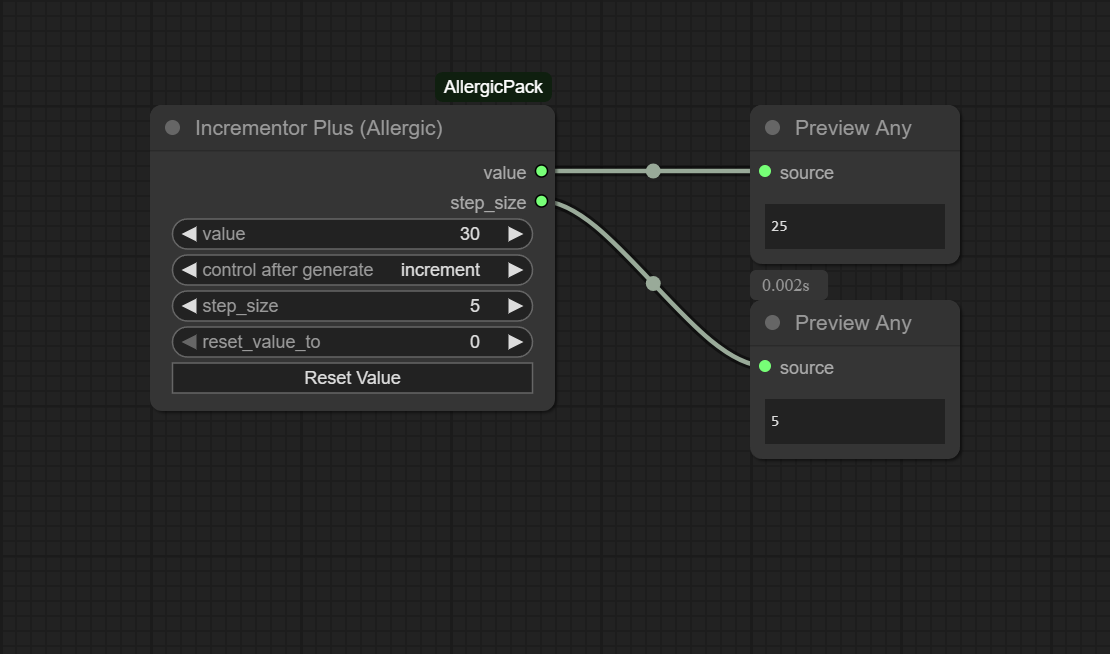 AllergicPack
Incrementor Plus (Allergic)
value
step_size
value 30
control after generate increment
step_size 5
reset_value_to 0
Reset Value
Preview Any
source
25
0.002s
Preview Any
source
5